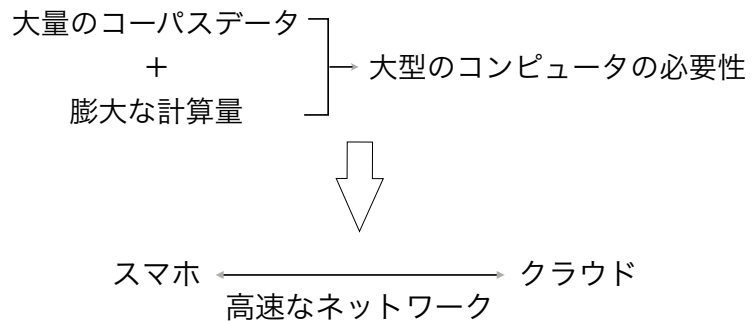 大量のコーパスデータ
+
膨大な計算量
大型のコンピュータの必要性
スマホ
クラウド
高速なネットワーク